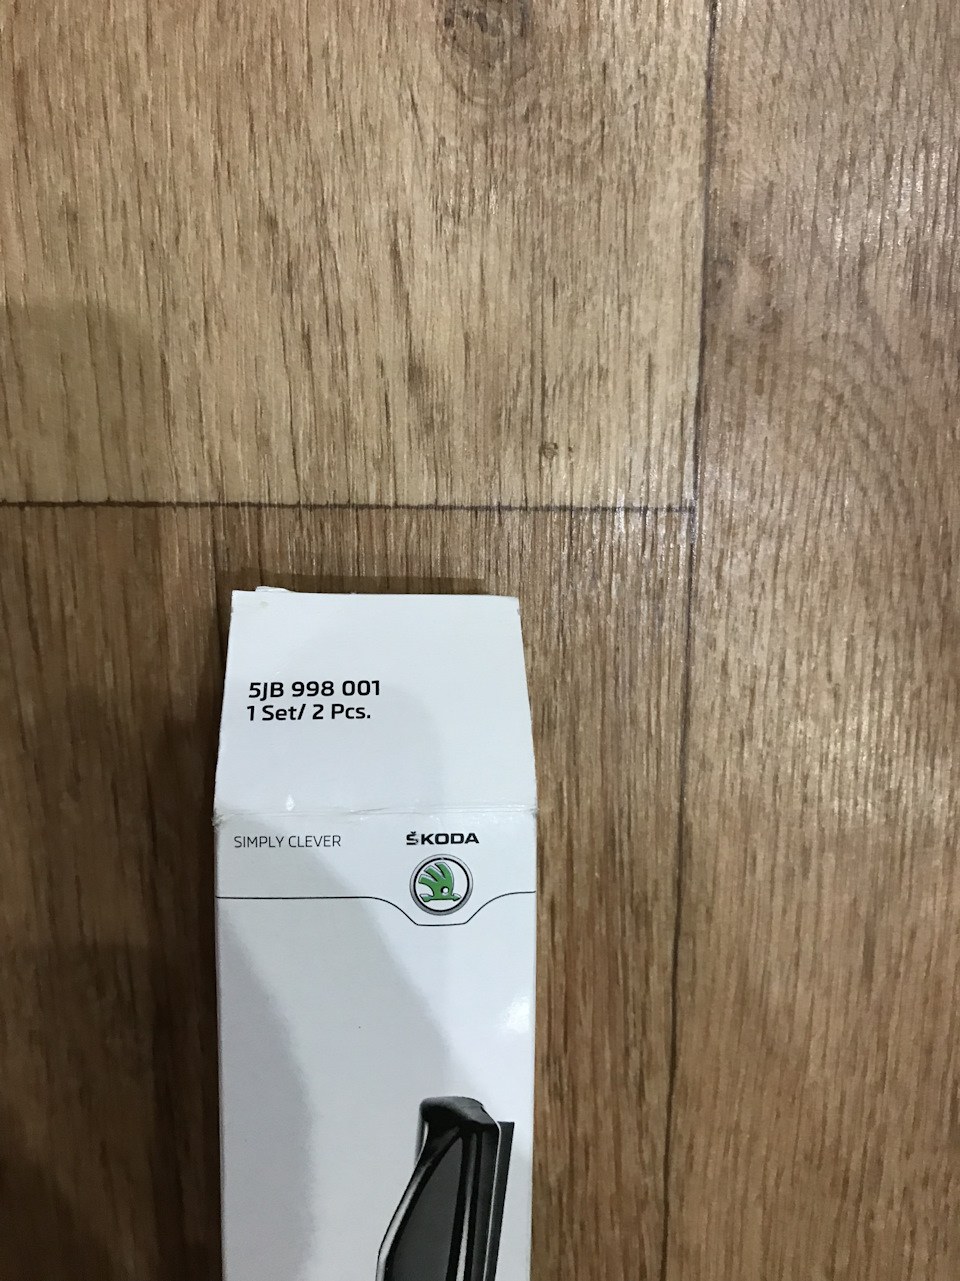 5JB 998 001
1 Set/ 2 Pcs.
SIMPLY CLEVER
ŠKODA